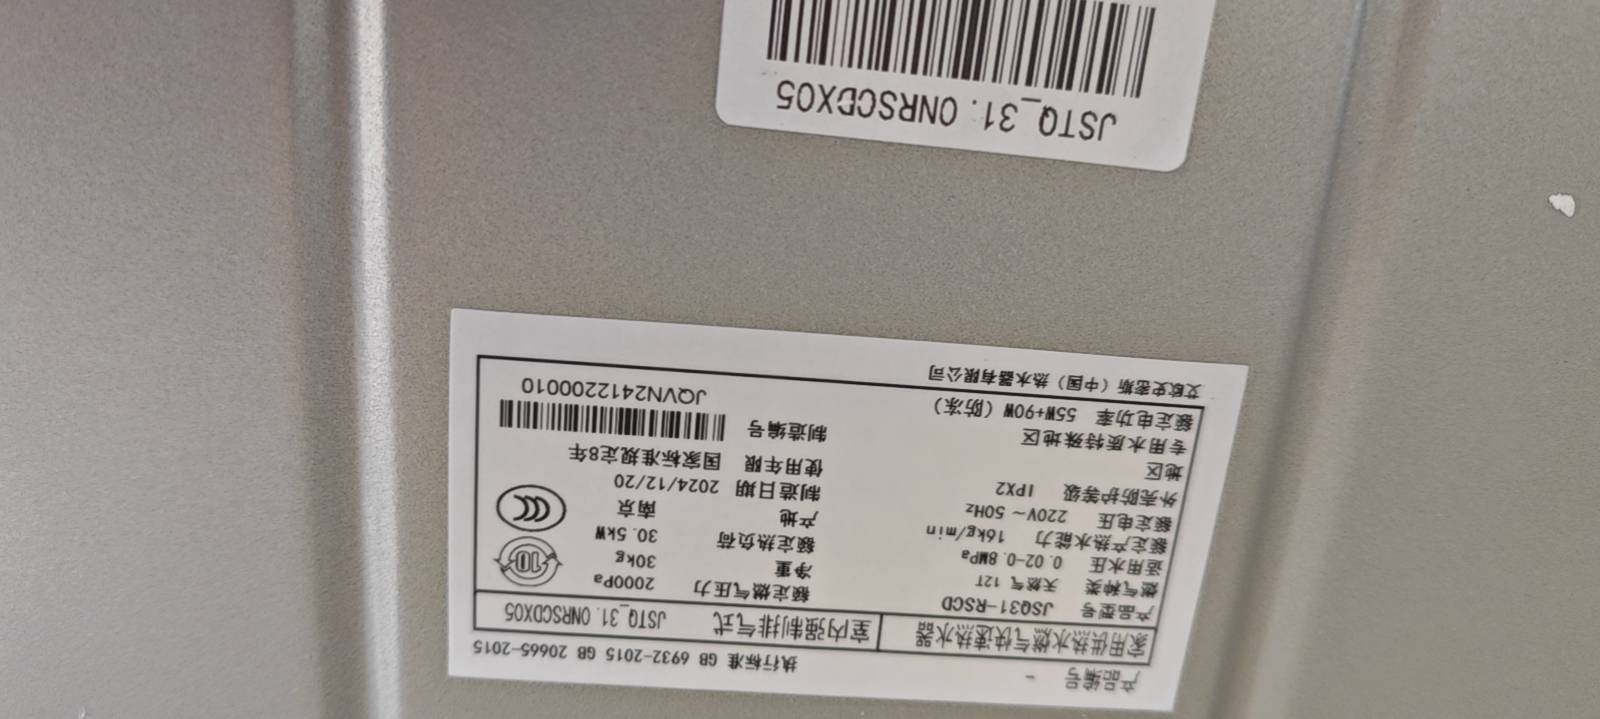 产品编号 -
执行标准 GB 6932-2015 GB 20665-2015
家用供热水燃气快速热水器 室内强制排气式 JSTQ_31.0NRSCDX05
产品型号 JSQ31-RSCD
燃气种类 天然气 12T 额定燃气压力 2000Pa
适用水压 0.02-0.8MPa 净重 30kg
额定产热水能力 16kg/min 额定热负荷 30.5kW
额定电压 220V~ 50Hz 产地 南京
外壳防护等级 IPX2 制造日期 2024/12/20
地区 使用年限 国家标准规定8年
专用水质特殊地区 制造编号
额定电功率 55W+90W (防冻) JQVN2412200010
艾欧史密斯(中国)热水器有限公司
10
CCC
JSTQ_31.0NRSCDX05